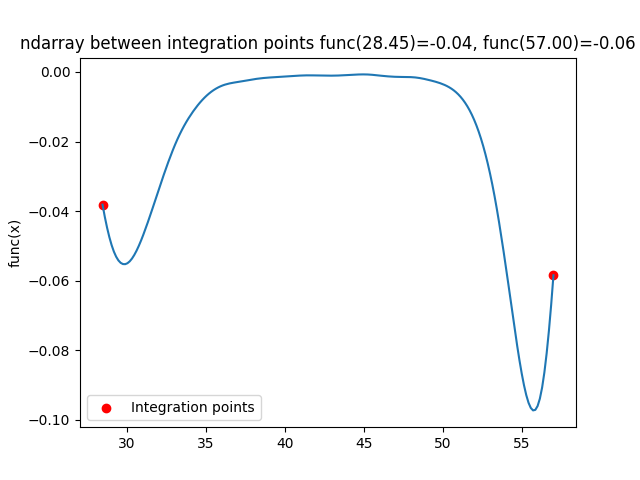 ndarray between integration points func(28.45)=-0.04, func(57.00)=-0.06
0.00
−0.02
−0.04
−0.06
−0.08
−0.10
func(x)
Integration points
30 35 40 45 50 55